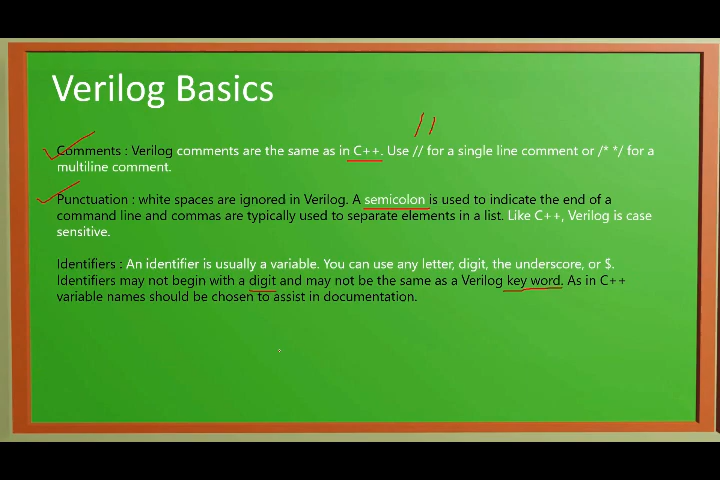 Verilog Basics
//
Comments : Verilog comments are the same as in C++. Use // for a single line comment or /* */ for a
multiline comment.
Punctuation : white spaces are ignored in Verilog. A semicolon is used to indicate the end of a
command line and commas are typically used to separate elements in a list. Like C++, Verilog is case
sensitive.
Identifiers : An identifier is usually a variable. You can use any letter, digit, the underscore, or $.
Identifiers may not begin with a digit and may not be the same as a Verilog key word. As in C++
variable names should be chosen to assist in documentation.